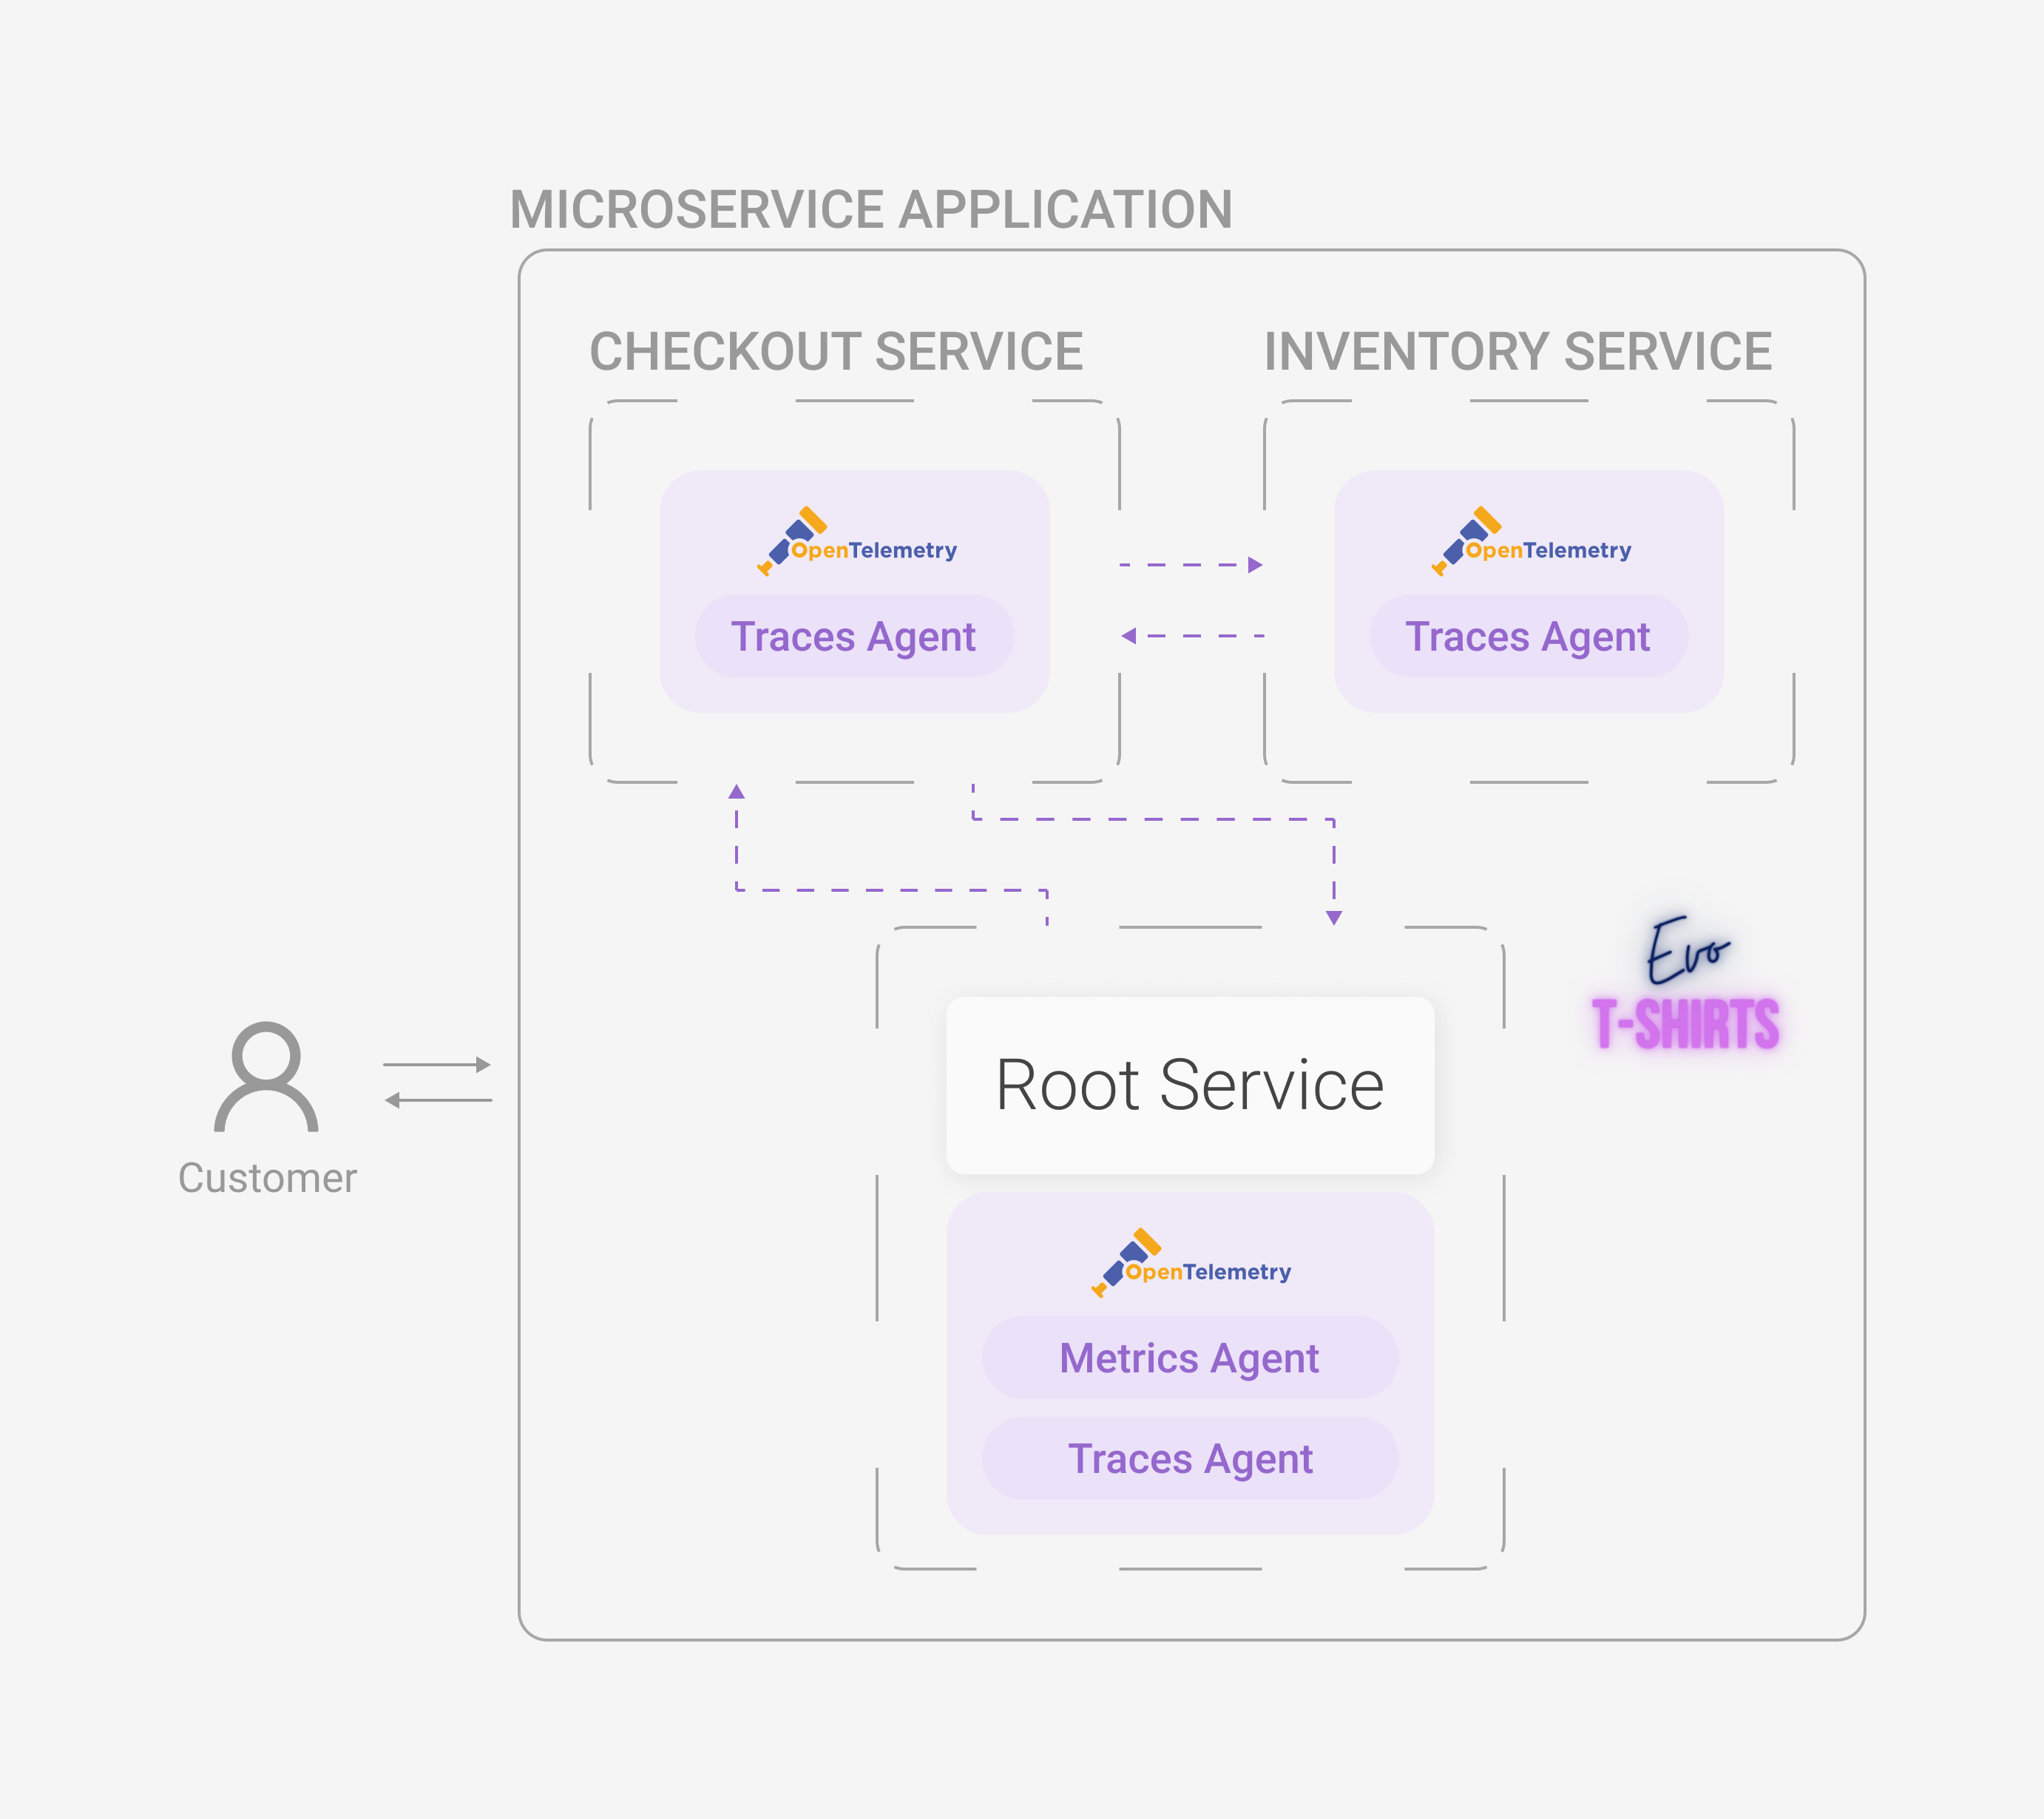 MICROSERVICE APPLICATION
CHECKOUT SERVICE
INVENTORY SERVICE
OpenTelemetry
Traces Agent
OpenTelemetry
Traces Agent
Evo
T-SHIRTS
Root Service
Customer
OpenTelemetry
Metrics Agent
Traces Agent